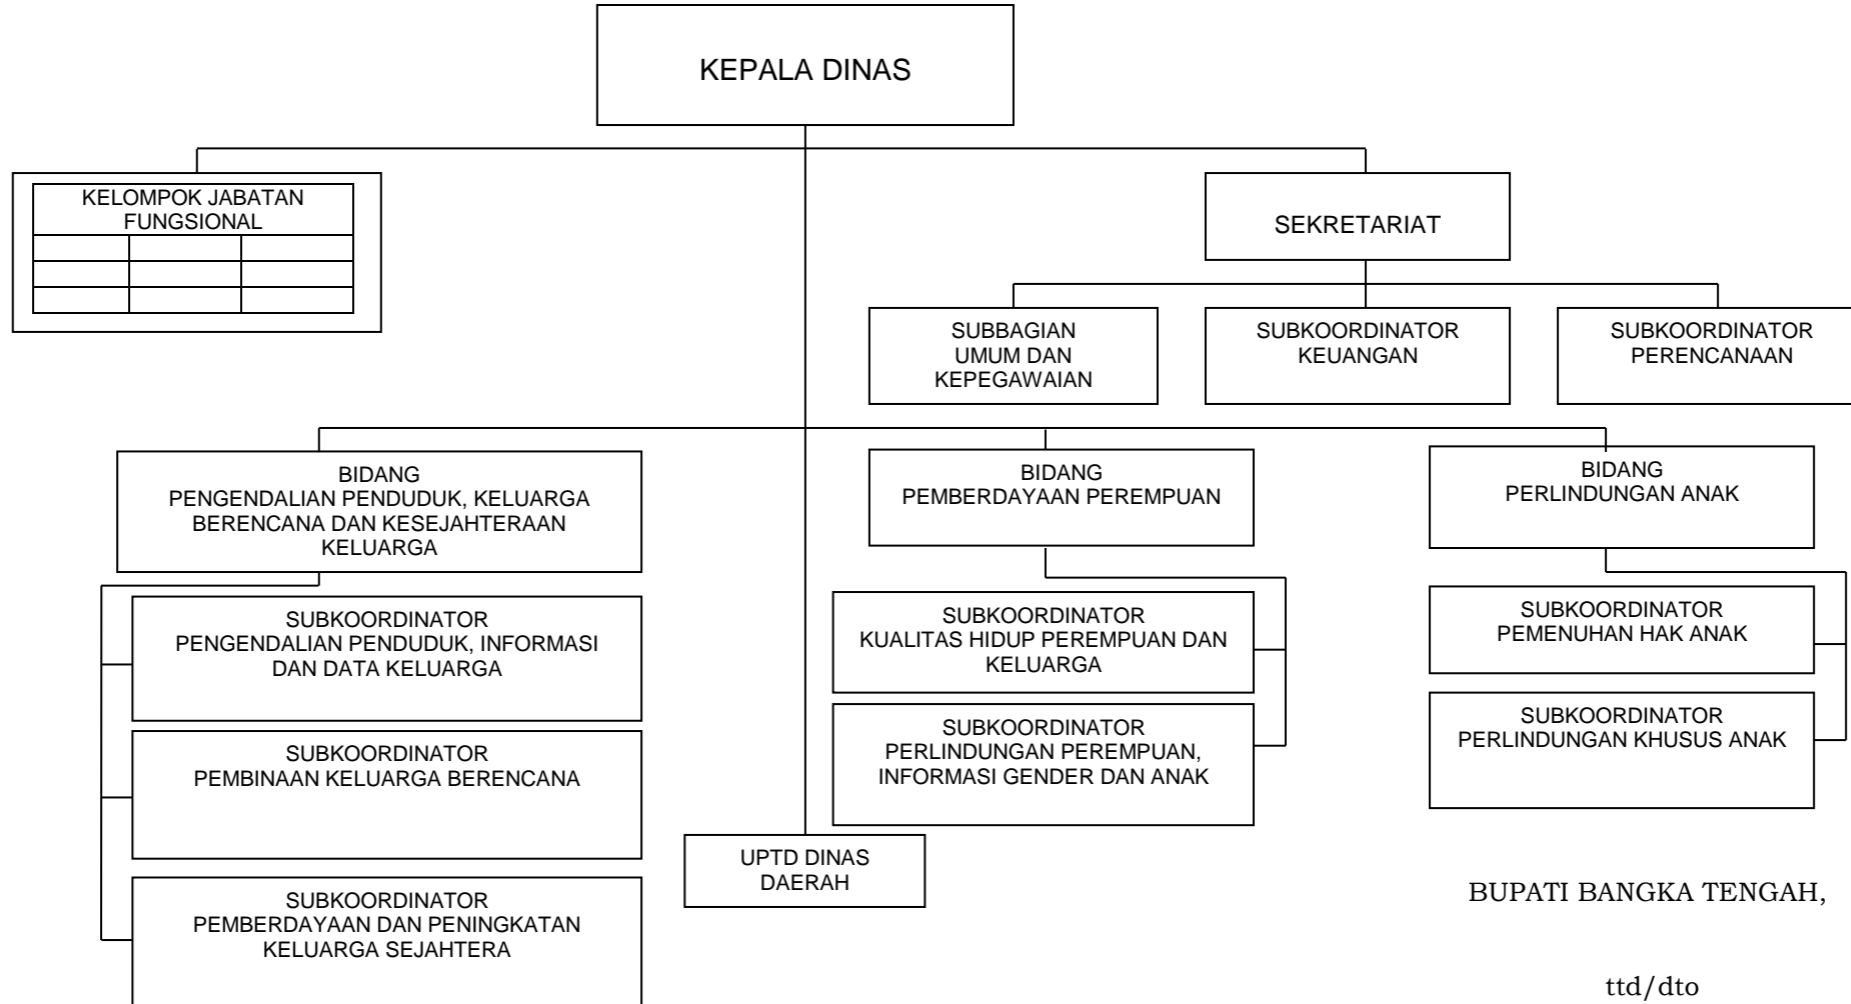 KEPALA DINAS
KELOMPOK JABATAN
FUNGSIONAL
SEKRETARIAT
SUBBAGIAN
UMUM DAN
KEPEGAWAIAN
SUBKOORDINATOR
KEUANGAN
SUBKOORDINATOR
PERENCANAAN
BIDANG
PENGENDALIAN PENDUDUK, KELUARGA
BERENCANA DAN KESEJAHTERAAN
KELUARGA
BIDANG
PEMBERDAYAAN PEREMPUAN
BIDANG
PERLINDUNGAN ANAK
SUBKOORDINATOR
PENGENDALIAN PENDUDUK, INFORMASI
DAN DATA KELUARGA
SUBKOORDINATOR
PEMBINAAN KELUARGA BERENCANA
SUBKOORDINATOR
PEMBERDAYAAN DAN PENINGKATAN
KELUARGA SEJAHTERA
SUBKOORDINATOR
KUALITAS HIDUP PEREMPUAN DAN
KELUARGA
SUBKOORDINATOR
PERLINDUNGAN PEREMPUAN,
INFORMASI GENDER DAN ANAK
SUBKOORDINATOR
PEMENUHAN HAK ANAK
SUBKOORDINATOR
PERLINDUNGAN KHUSUS ANAK
UPTD DINAS
DAERAH
BUPATI BANGKA TENGAH,
ttd/dto